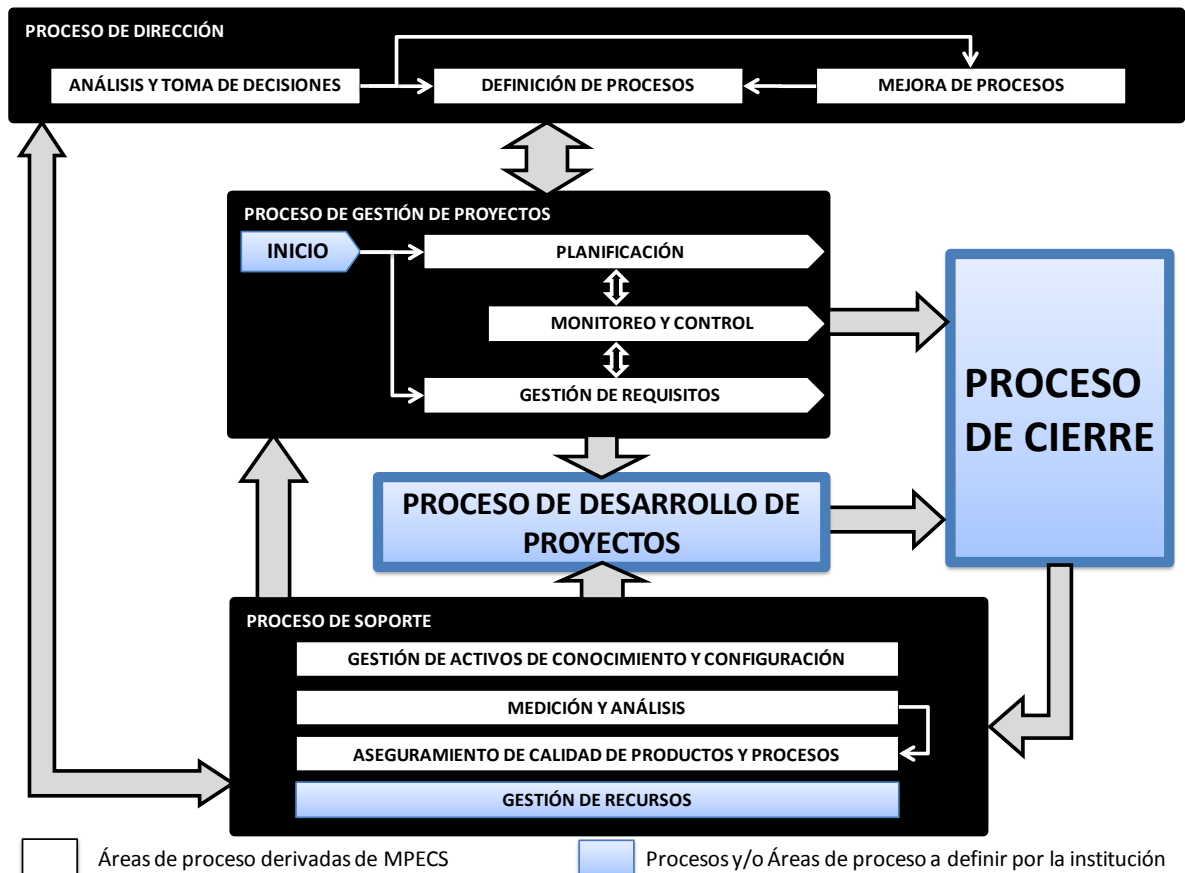 PROCESO DE DIRECCIÓN
ANÁLISIS Y TOMA DE DECISIONES
DEFINICIÓN DE PROCESOS
MEJORA DE PROCESOS
PROCESO DE GESTIÓN DE PROYECTOS
INICIO
PLANIFICACIÓN
MONITOREO Y CONTROL
GESTIÓN DE REQUISITOS
PROCESO
DE CIERRE
PROCESO DE DESARROLLO DE
PROYECTOS
PROCESO DE SOPORTE
GESTIÓN DE ACTIVOS DE CONOCIMIENTO Y CONFIGURACIÓN
MEDICIÓN Y ANÁLISIS
ASEGURAMIENTO DE CALIDAD DE PRODUCTOS Y PROCESOS
GESTIÓN DE RECURSOS
Áreas de proceso derivadas de MPECS
Procesos y/o Áreas de proceso a definir por la institución